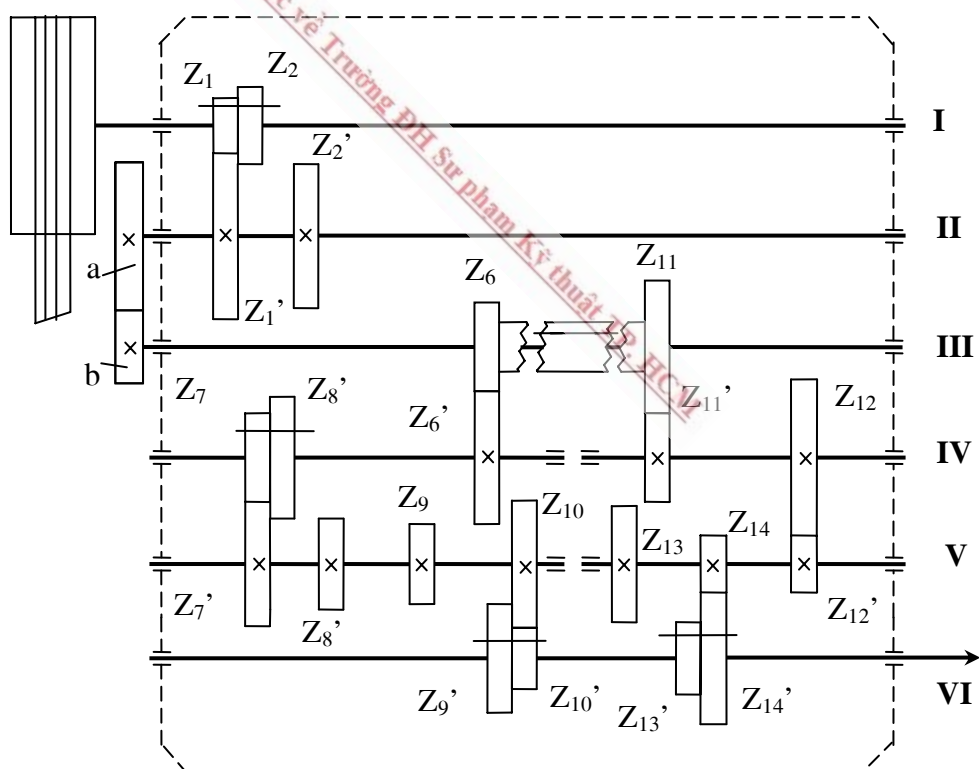 ề Trường ĐH Sư phạm Kỹ thuật TP. HCM
Z1
Z2
I
Z2’
II
a
Z1’
Z6
Z11
III
b
Z7
Z8’
Z6’
Z11’
Z12
IV
Z9
Z10
Z13
Z14
V
Z7’
Z8’
Z12’
Z9’
Z10’
Z13’
Z14’
VI